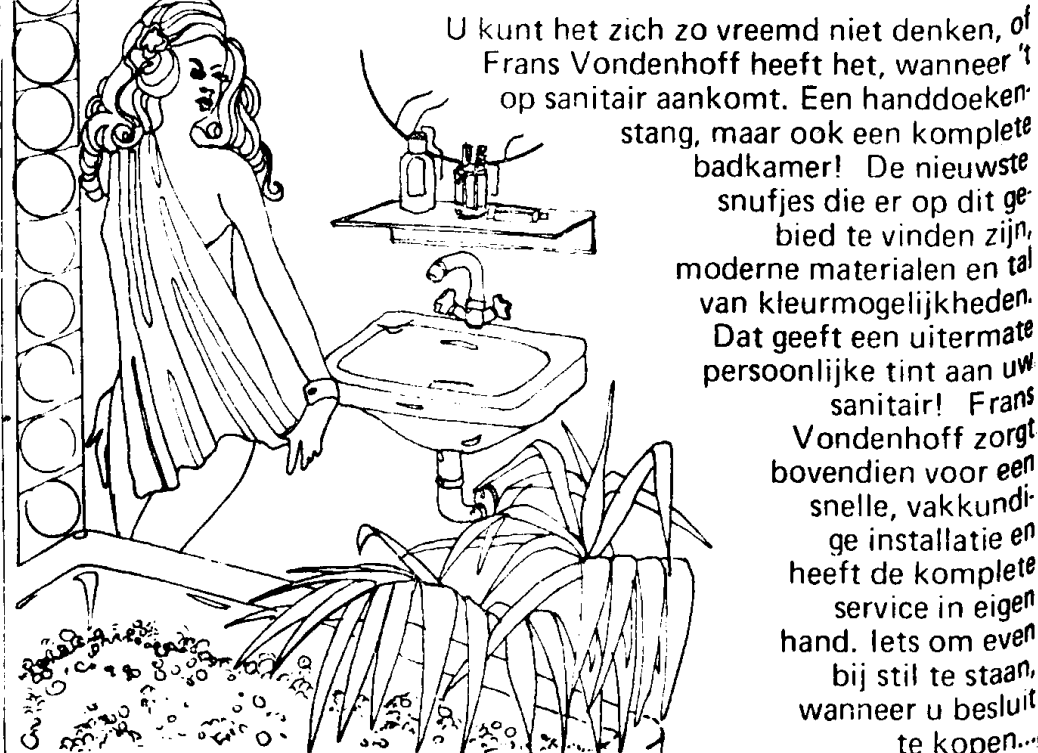 U kunt het zich zo vreemd niet denken, of
Frans Vondenhoff heeft het, wanneer 't
op sanitair aankomt. Een handdoeken-
stang, maar ook een komplete
badkamer! De nieuwste
snufjes die er op dit ge-
bied te vinden zijn,
moderne materialen en tal
van kleurmogelijkheden.
Dat geeft een uitermate
persoonlijke tint aan uw
sanitair! Frans
Vondenhoff zorgt
bovendien voor een
snelle, vakkundi-
ge installatie en
heeft de komplete
service in eigen
hand. Iets om even
bij stil te staan,
wanneer u besluit
te kopen...